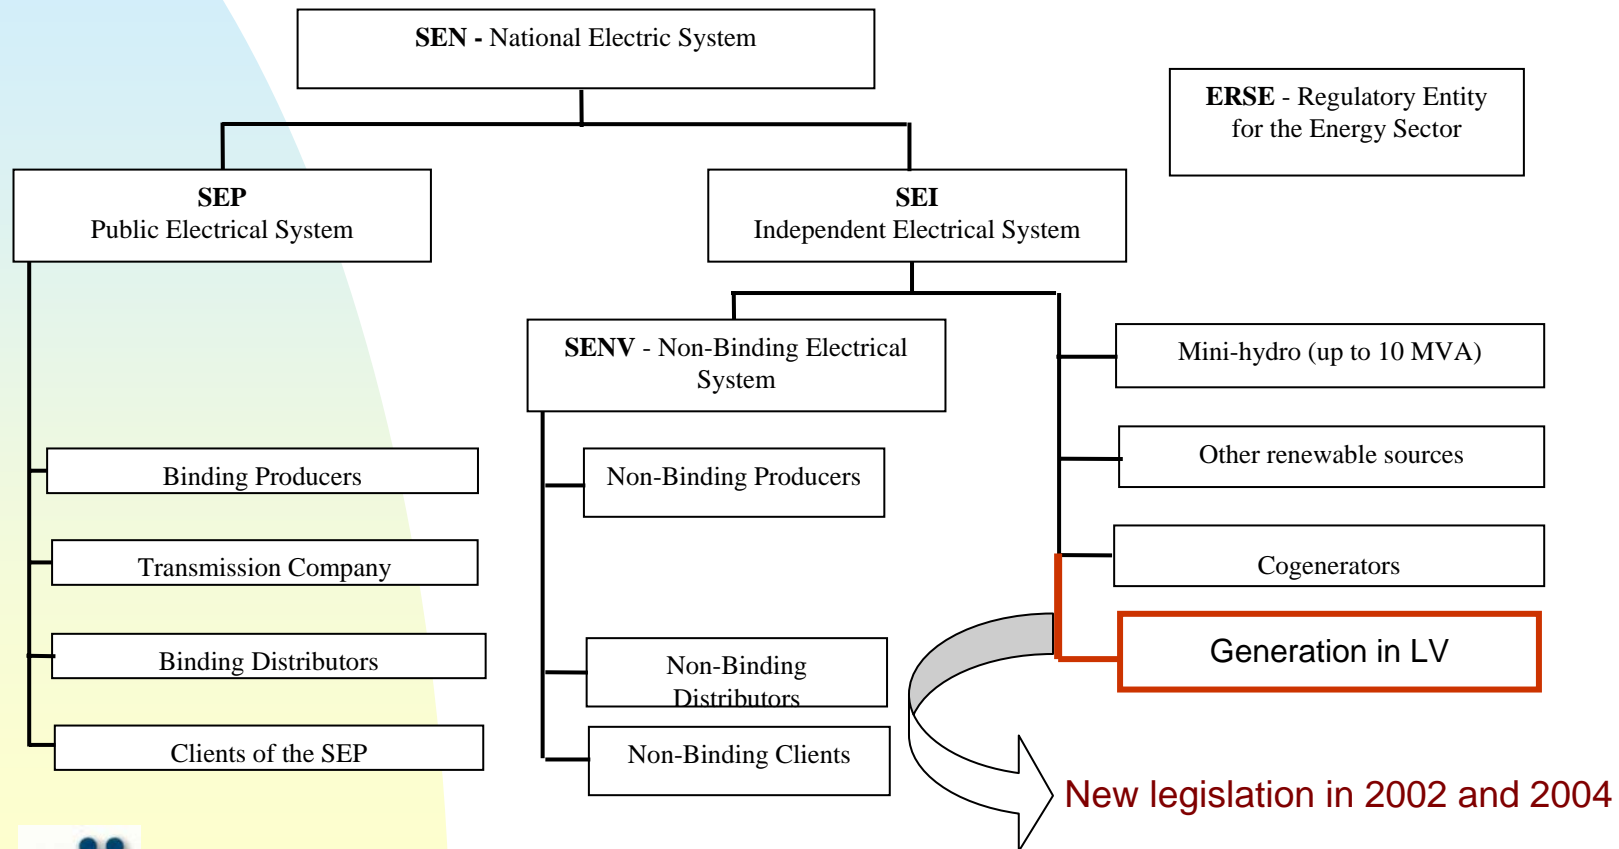 SEN - National Electric System
ERSE - Regulatory Entity
for the Energy Sector
SEP
Public Electrical System
SEI
Independent Electrical System
SENV - Non-Binding Electrical
System
Mini-hydro (up to 10 MVA)
Other renewable sources
Cogenerators
Generation in LV
Binding Producers
Transmission Company
Binding Distributors
Clients of the SEP
Non-Binding Producers
Non-Binding
Distributors
Non-Binding Clients
New legislation in 2002 and 2004